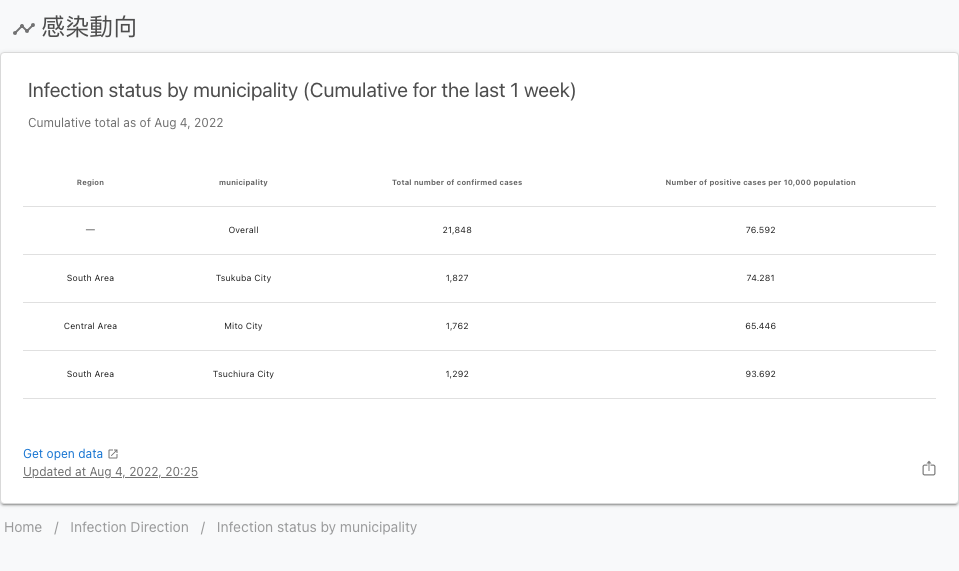 感染動向
Infection status by municipality (Cumulative for the last 1 week)
Cumulative total as of Aug 4, 2022
Region municipality Total number of confirmed cases Number of positive cases per 10,000 population
— Overall 21,848 76.592
South Area Tsukuba City 1,827 74.281
Central Area Mito City 1,762 65.446
South Area Tsuchiura City 1,292 93.692
Get open data
Updated at Aug 4, 2022, 20:25
Home / Infection Direction / Infection status by municipality